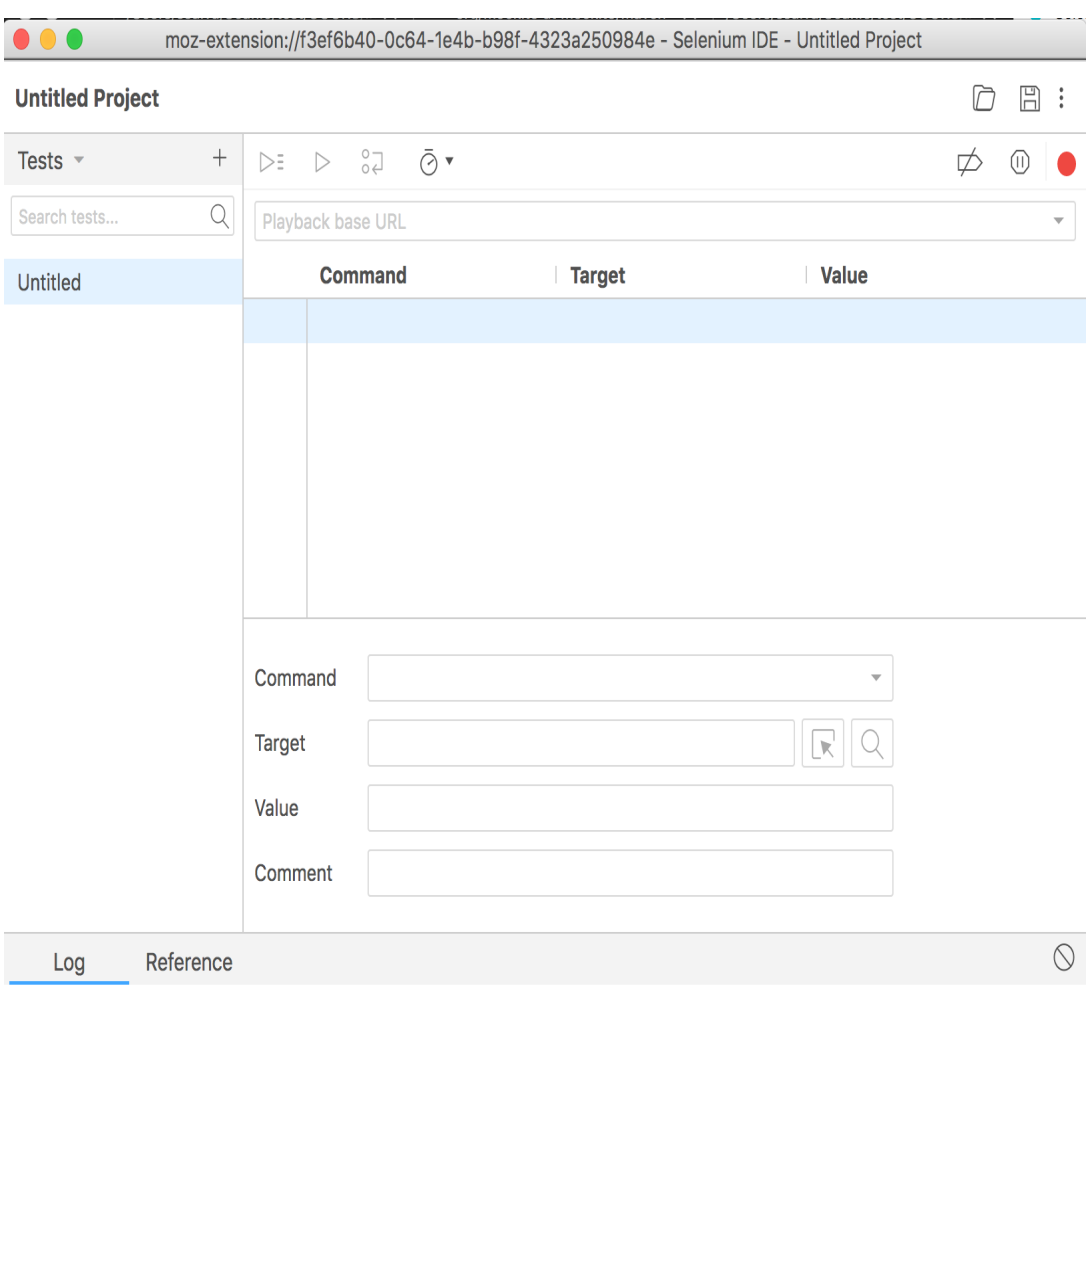 moz-extension://f3ef6b40-0c64-1e4b-b98f-4323a250984e - Selenium IDE - Untitled Project
Untitled Project
Tests
Search tests...
Untitled
Playback base URL
Command Target Value
Command
Target
Value
Comment
Log Reference